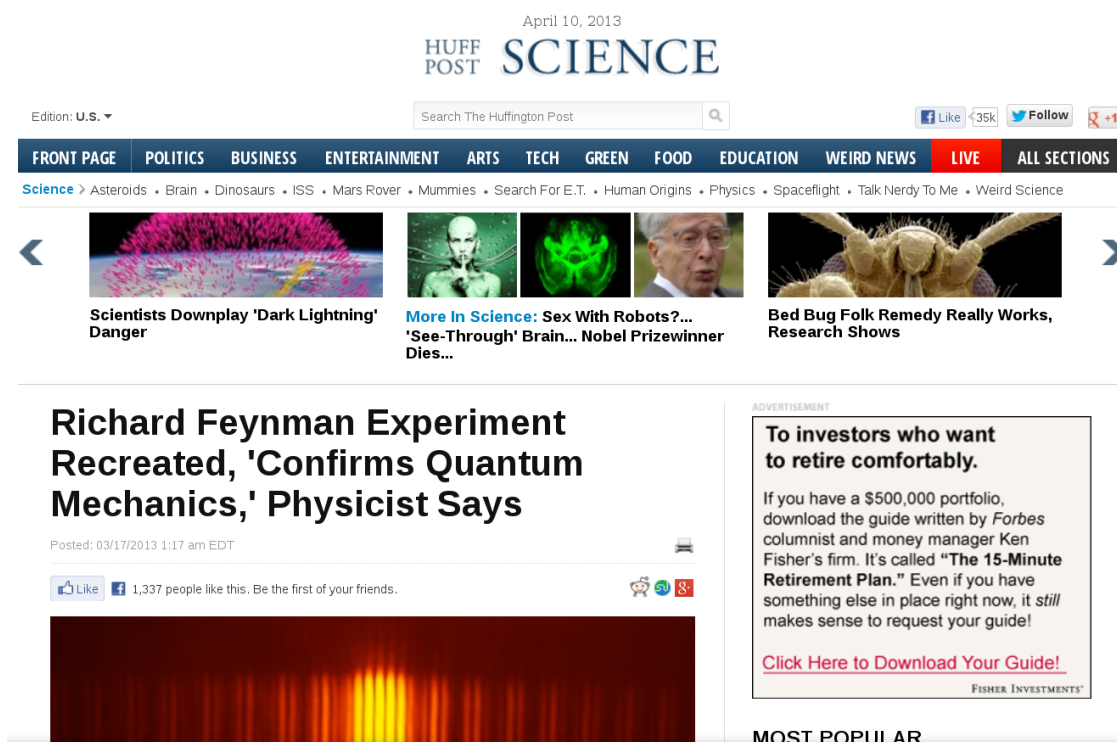 April 10, 2013
HUFF POST SCIENCE
Edition: U.S.
Search The Huffington Post
Like 35k
Follow
+1
FRONT PAGE POLITICS BUSINESS ENTERTAINMENT ARTS TECH GREEN FOOD EDUCATION WEIRD NEWS LIVE ALL SECTIONS
Science > Asteroids • Brain • Dinosaurs • ISS • Mars Rover • Mummies • Search For E.T. • Human Origins • Physics • Spaceflight • Talk Nerdy To Me • Weird Science
Scientists Downplay 'Dark Lightning'
Danger
More In Science: Sex With Robots?...
'See-Through' Brain... Nobel Prizewinner
Dies...
Bed Bug Folk Remedy Really Works,
Research Shows
Richard Feynman Experiment
Recreated, 'Confirms Quantum
Mechanics,' Physicist Says
Posted: 03/17/2013 1:17 am EDT
Like 1,337 people like this. Be the first of your friends.
ADVERTISEMENT
To investors who want
to retire comfortably.
If you have a $500,000 portfolio,
download the guide written by Forbes
columnist and money manager Ken
Fisher's firm. It's called "The 15-Minute
Retirement Plan." Even if you have
something else in place right now, it still
makes sense to request your guide!
Click Here to Download Your Guide!
FISHER INVESTMENTS
MOST POPULAR